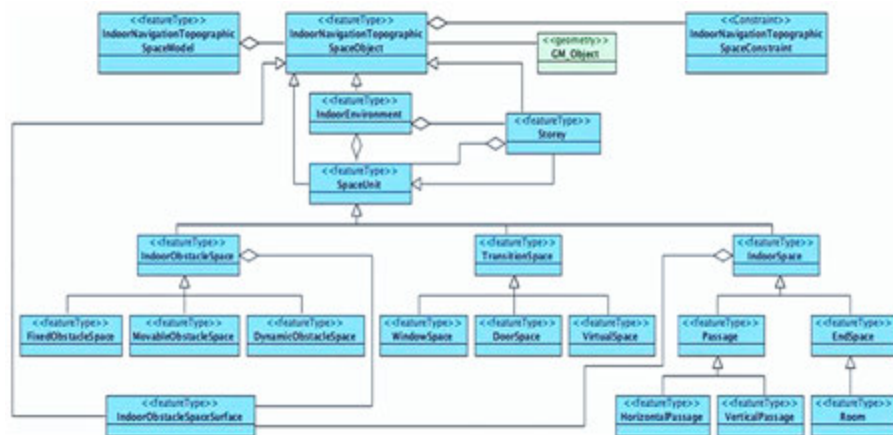 <<featureType>>
IndoorNavigationTopographic
SpaceModel
<<featureType>>
IndoorNavigationTopographic
SpaceObject
<<geometry>>
GM_Object
<<Constraint>>
IndoorNavigationTopographic
SpaceConstraint
<<featureType>>
IndoorEnvironment
<<featureType>>
Storey
<<featureType>>
SpaceUnit
<<featureType>>
IndoorObstacleSpace
<<featureType>>
TransitionSpace
<<featureType>>
IndoorSpace
<<featureType>>
FixedObstacleSpace
<<featureType>>
MovableObstacleSpace
<<featureType>>
DynamicObstacleSpace
<<featureType>>
WindowSpace
<<featureType>>
DoorSpace
<<featureType>>
VirtualSpace
<<featureType>>
Passage
<<featureType>>
EndSpace
<<featureType>>
IndoorObstacleSpaceSurface
<<featureType>>
HorizontalPassage
<<featureType>>
VerticalPassage
<<featureType>>
Room